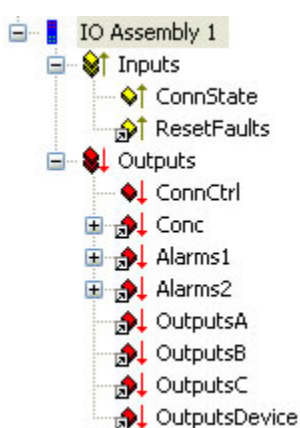 IO Assembly 1
Inputs
ConnState
ResetFaults
Outputs
ConnCtrl
Conc
Alarms1
Alarms2
OutputsA
OutputsB
OutputsC
OutputsDevice